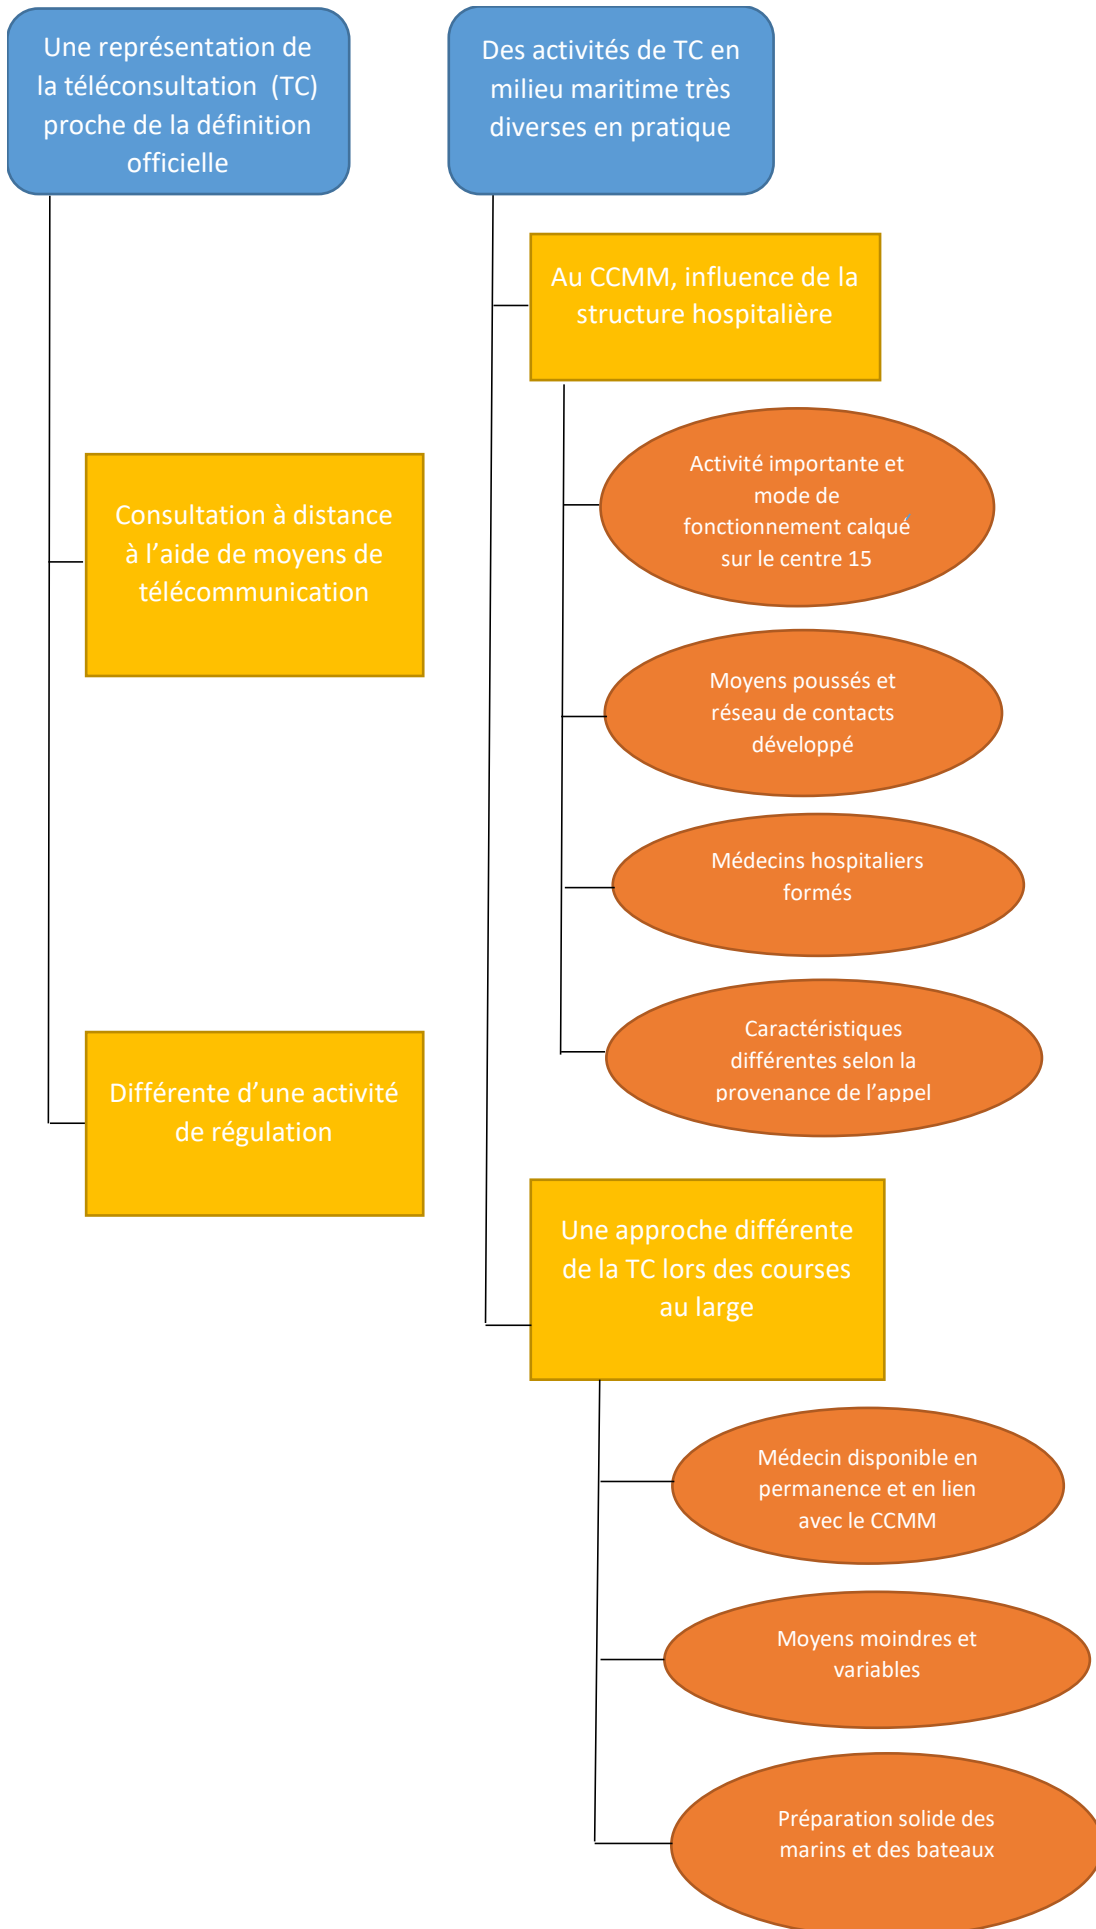 Une représentation de
la téléconsultation (TC)
proche de la définition
officielle
Consultation à distance
à l’aide de moyens de
télécommunication
Différente d’une activité
de régulation
Des activités de TC en
milieu maritime très
diverses en pratique
Au CCMM, influence de la
structure hospitalière
Activité importante et
mode de
fonctionnement calqué
sur le centre 15
Moyens poussés et
réseau de contacts
développé
Médecins hospitaliers
formés
Caractéristiques
différentes selon la
provenance de l’appel
Une approche différente
de la TC lors des courses
au large
Médecin disponible en
permanence et en lien
avec le CCMM
Moyens moindres et
variables
Préparation solide des
marins et des bateaux